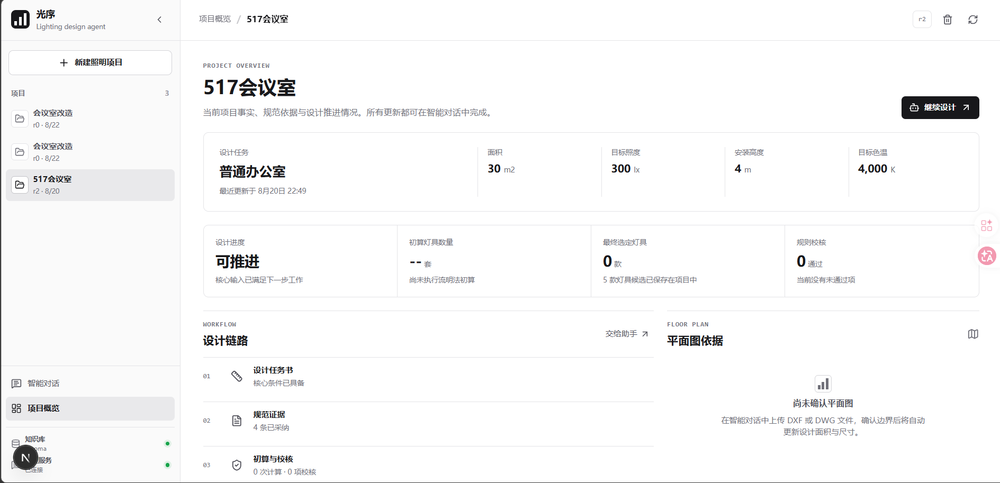 光序
Lighting design agent
新建照明项目
项目 3
会议室改造
r0 · 8/22
会议室改造
r0 · 8/22
517会议室
r2 · 8/20
智能对话
项目概览
知识库
已连接
项目概览 / 517会议室
r2
PROJECT OVERVIEW
517会议室
当前项目事实、规范依据与设计推进情况。所有更新都可在智能对话中完成。
继续设计
设计任务
普通办公室
最近更新于 8月20日 22:49
面积
30 m2
目标照度
300 lx
安装高度
4 m
目标色温
4,000 K
设计进度
可推进
核心输入已满足下一步工作
初算灯具数量
-- 套
尚未执行流明法初算
最终选定灯具
0 款
5 款灯具候选已保存在项目中
规则校核
0 通过
当前没有未通过项
WORKFLOW
设计链路
交给助手
01
设计任务书
核心条件已具备
02
规范证据
4 条已采纳
03
初算与校核
0 次计算 · 0 项校核
FLOOR PLAN
平面图依据
尚未确认平面图
在智能对话中上传 DXF 或 DWG 文件，确认边界后将自动
更新设计面积与尺寸。